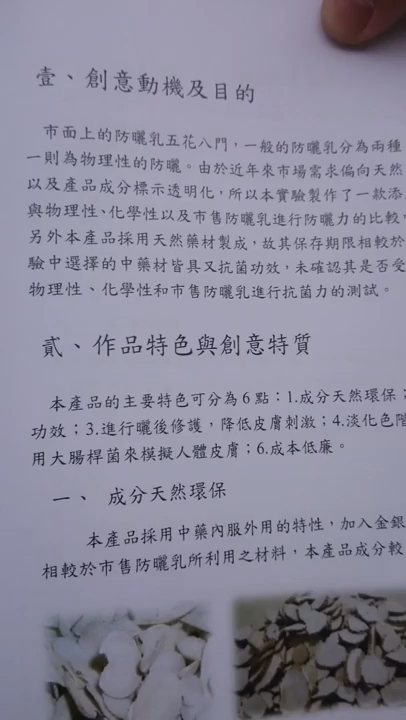 壹、創意動機及目的
市面上的防曬乳五花八門，一般的防曬乳分為兩種
一則為物理性的防曬。由於近年來市場需求偏向天然
以及產品成分標示透明化，所以本實驗製作了一款添
與物理性、化學性以及市售防曬乳進行防曬力的比較，
另外本產品採用天然藥材製成，故其保存期限相較於
驗中選擇的中藥材皆具又抗菌功效，未確認其是否受
物理性、化學性和市售防曬乳進行抗菌力的測試。
貳、作品特色與創意特質
本產品的主要特色可分為6點：1.成分天然環保；
功效；3.進行曬後修護，降低皮膚刺激；4.淡化色階
用大腸桿菌來模擬人體皮膚；6.成本低廉。
一、 成分天然環保
本產品採用中藥內服外用的特性，加入金銀
相較於市售防曬乳所利用之材料，本產品成分較